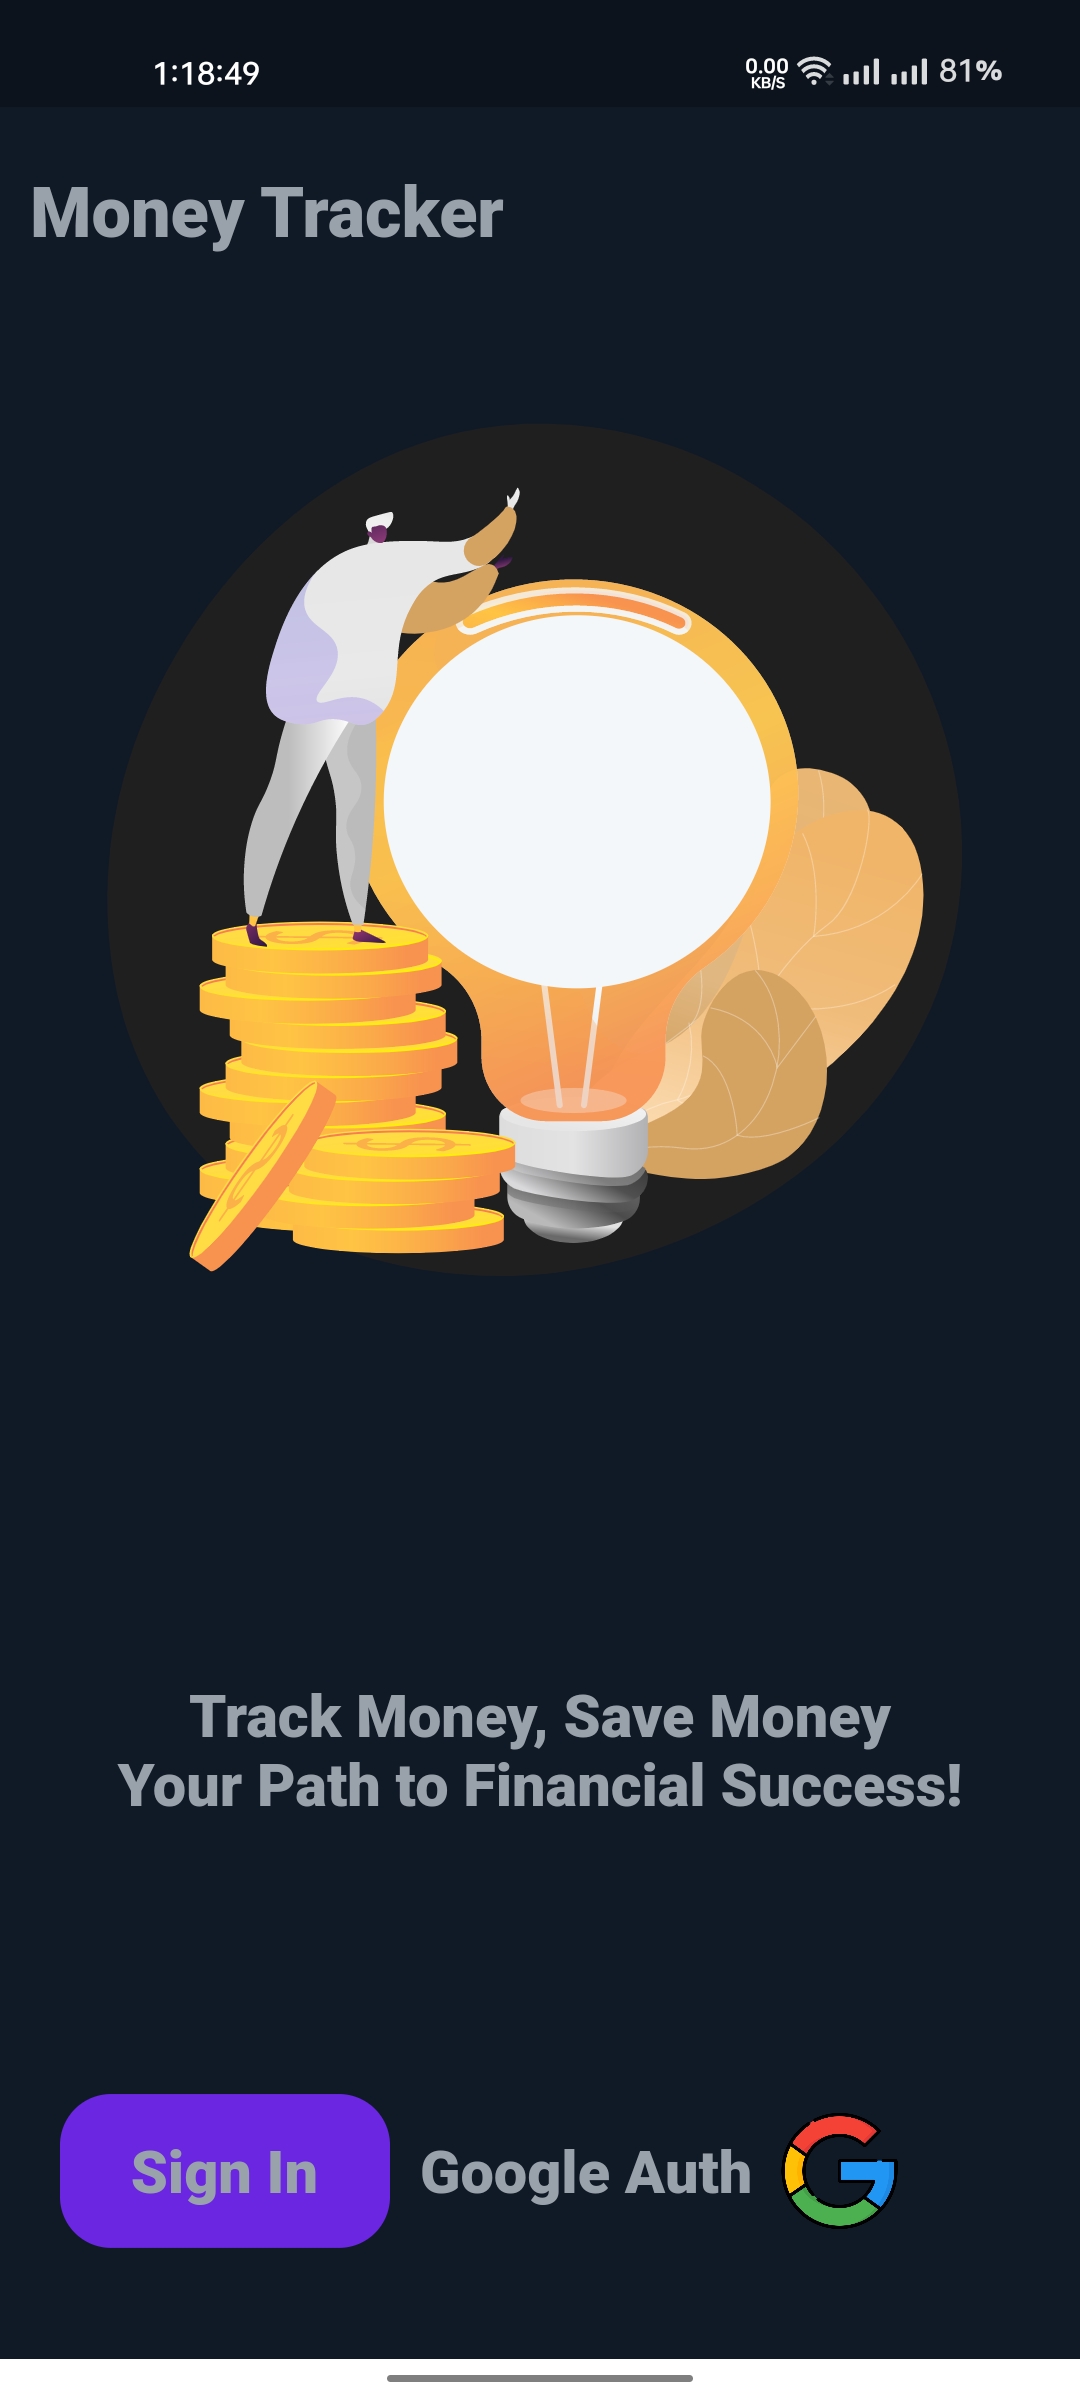 1:18:49 0.00 KB/S 81%
Money Tracker
Track Money, Save Money
Your Path to Financial Success!
Sign In Google Auth